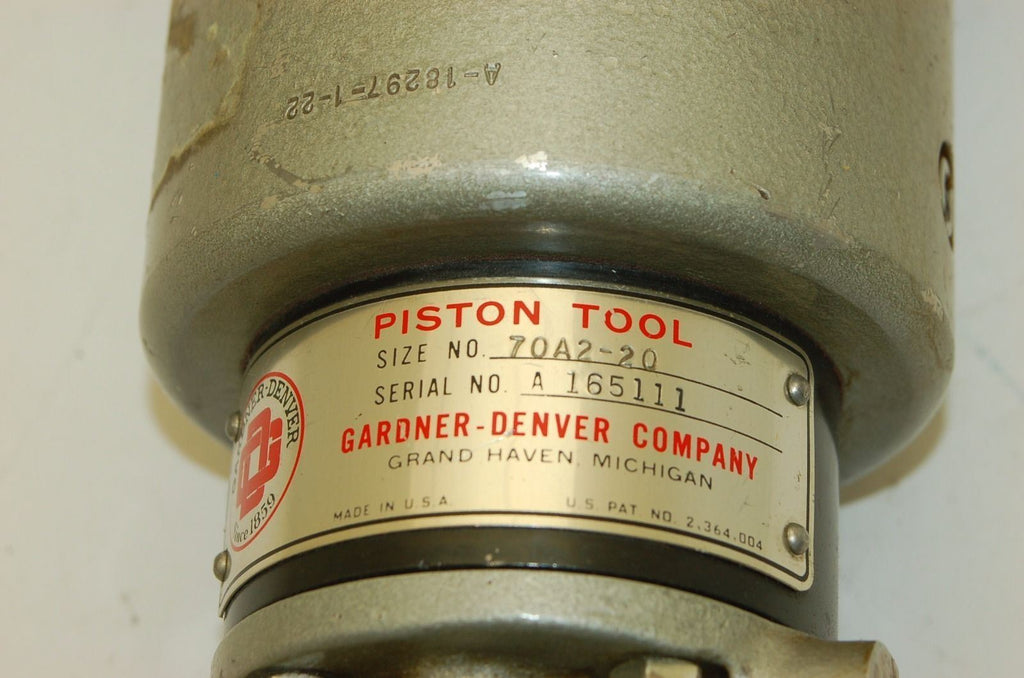 A-18297-1-22
PISTON TOOL
SIZE NO. 70A2-20
SERIAL NO. A 165111
GARDNER-DENVER COMPANY
GRAND HAVEN, MICHIGAN
MADE IN U.S.A.
U.S. PAT. NO. 2,364,004
GARDNER-DENVER
GD
Since 1859